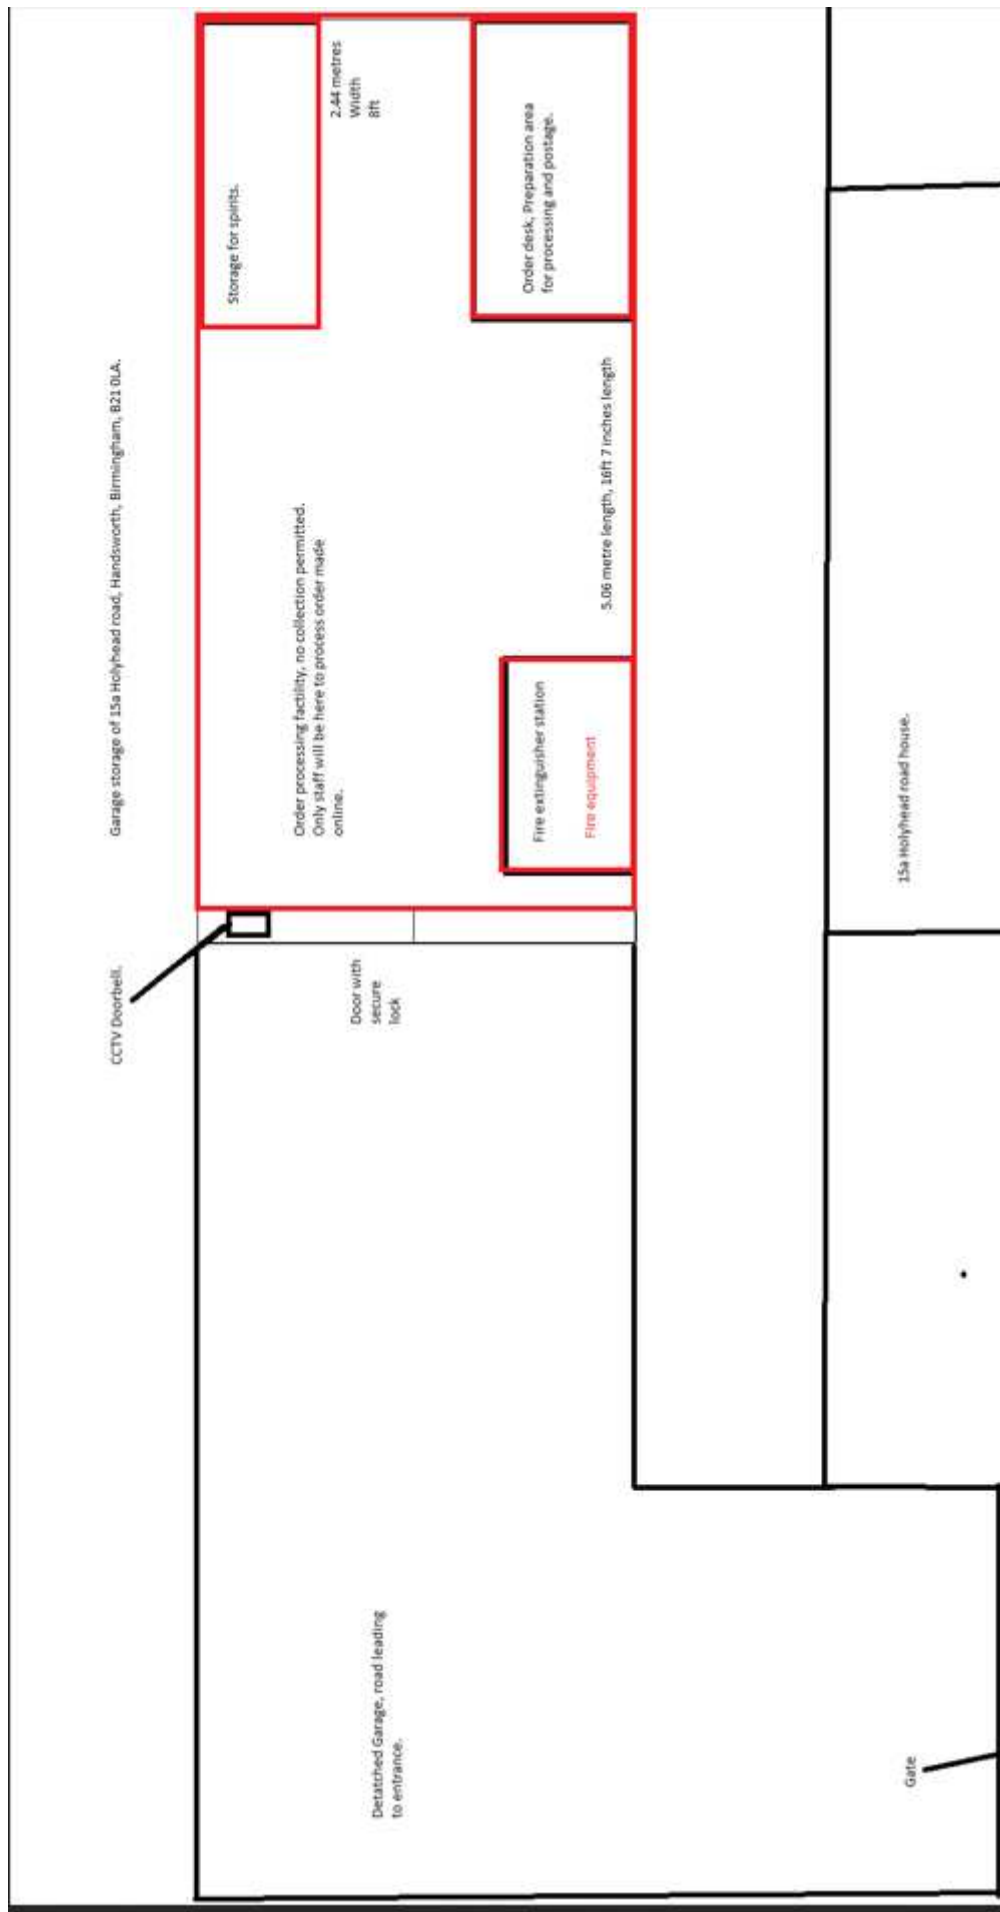 Garage storage of 15a Holyhead road, Handsworth, Birmingham, B21 0LA.
CCTV Doorbell.
Storage for spirits.
2.44 metres
Width
8ft
Order processing factility, no collection permitted.
Only staff will be here to process order made
online.
Door with
secure
lock
Order desk, Preparation area
for processing and postage.
Fire extinguisher station
Fire equipment
5.06 metre length, 16ft 7 inches length
Detatched Garage, road leading
to entrance.
15a Holyhead road house.
Gate